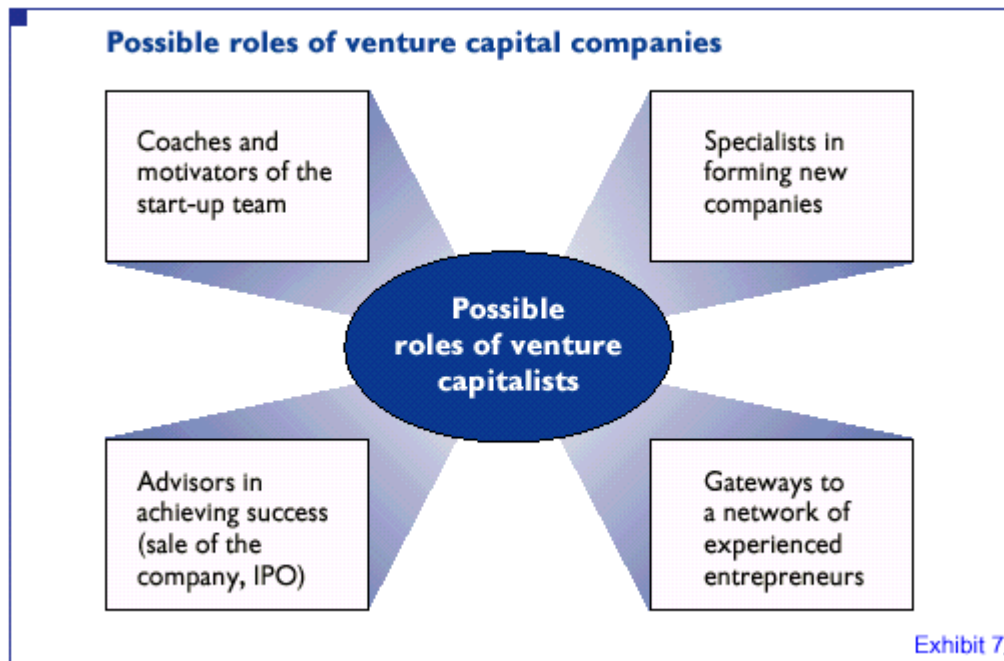 Possible roles of venture capital companies
Coaches and
motivators of the
start-up team
Specialists in
forming new
companies
Possible
roles of venture
capitalists
Advisors in
achieving success
(sale of the
company, IPO)
Gateways to
a network of
experienced
entrepreneurs
Exhibit 7